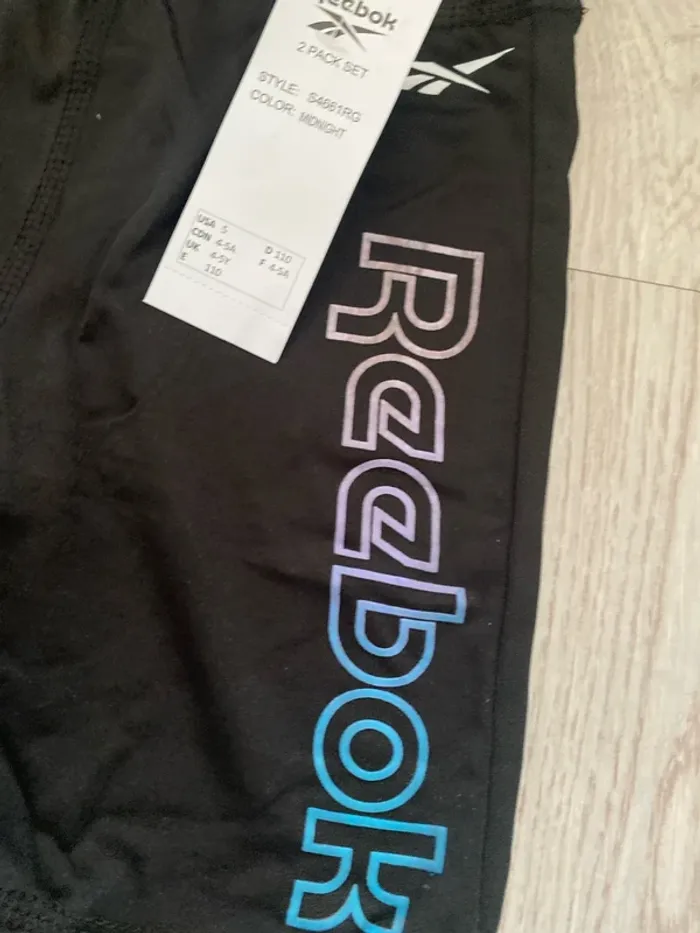 Reebok
2 PACK SET
STYLE: S4661RG
COLOR: MIDNIGHT
USA 5
CDN 4-5A
UK 4-5Y
E 110
D 110
F 4-5A
Reebok